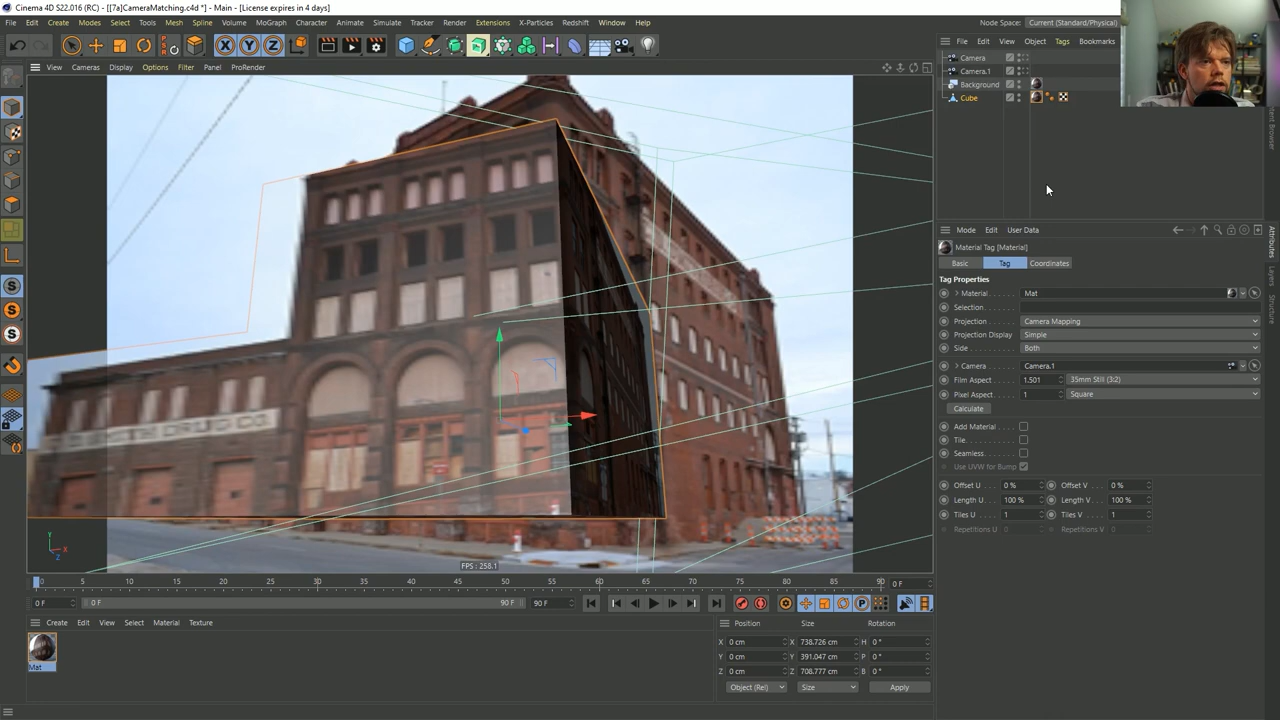 Cinema 4D S22.016 (RC) - [[7a]CameraMatching.c4d *] - Main - [License expires in 4 days]
File Edit Create Modes Select Tools Mesh Spline Volume MoGraph Character Animate Simulate Tracker Render Extensions X-Particles Redshift Window Help
Node Space: Current (Standard/Physical)
View Cameras Display Options Filter Panel ProRender
File Edit View Object Tags Bookmarks
Camera
Camera.1
Background
Cube
Mode Edit User Data
Material Tag [Material]
Basic Tag Coordinates
Tag Properties
Material Mat
Selection
Projection Camera Mapping
Projection Display Simple
Side Both
Camera Camera.1
Film Aspect 1.501 35mm Still (3:2)
Pixel Aspect 1 Square
Calculate
Add Material
Tile
Seamless
Use UVW for Bump
Offset U 0 % Offset V 0 %
Length U 100 % Length V 100 %
Tiles U 1 Tiles V 1
Repetitions U 0 Repetitions V 0
Attributes
Layers
Structure
Y
X
Z
FPS : 258.1
0 5 10 15 20 25 30 35 40 45 50 55 60 65 70 75 80 85 90 0 F
0 F 0 F 90 F 90 F
Create Edit View Select Material Texture
Mat
Position Size Rotation
X 0 cm X 738.726 cm H 0 °
Y 0 cm Y 391.047 cm P 0 °
Z 0 cm Z 708.777 cm B 0 °
Object (Rel) Size Apply